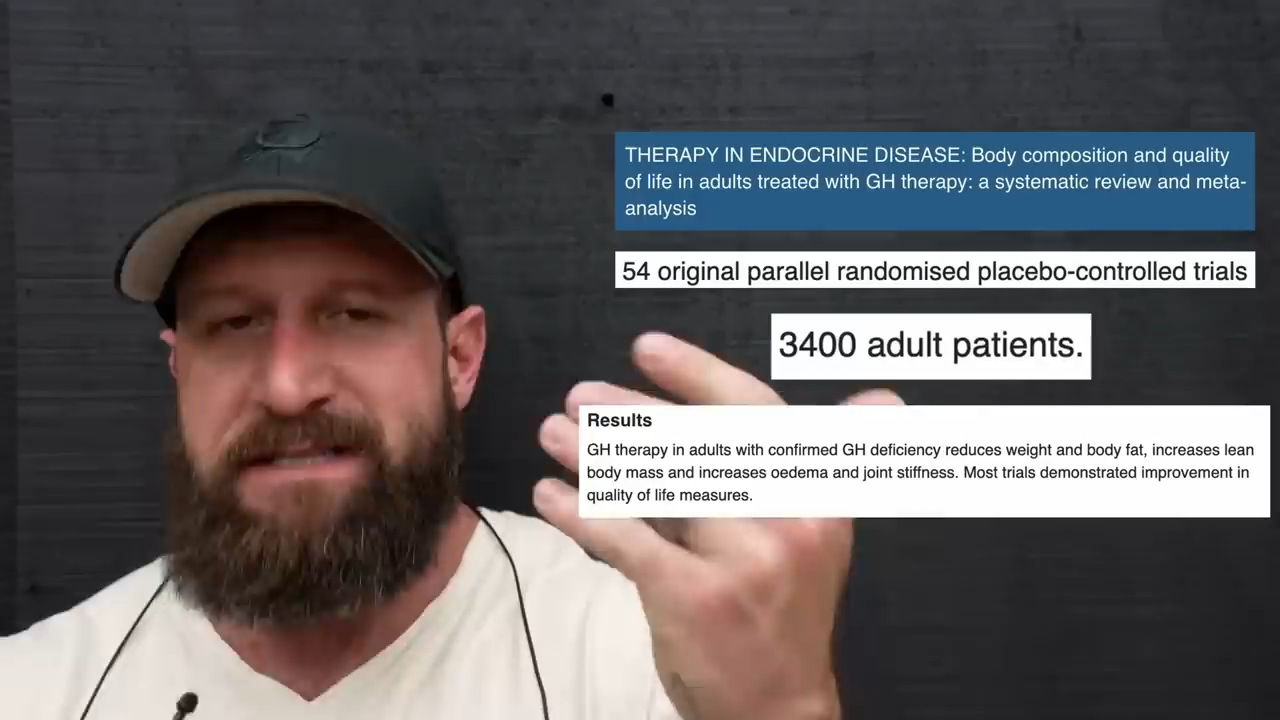 THERAPY IN ENDOCRINE DISEASE: Body composition and quality
of life in adults treated with GH therapy: a systematic review and meta-
analysis
54 original parallel randomised placebo-controlled trials
3400 adult patients.
Results
GH therapy in adults with confirmed GH deficiency reduces weight and body fat, increases lean
body mass and increases oedema and joint stiffness. Most trials demonstrated improvement in
quality of life measures.